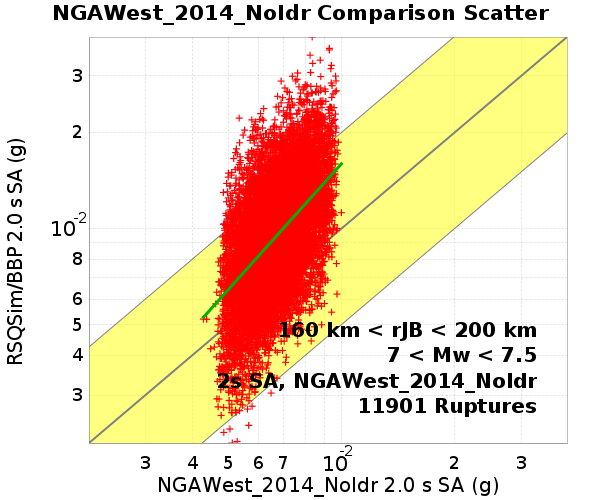 NGAWest_2014_NoIdr Comparison Scatter
RSQSim/BBP 2.0 s SA (g)
3
2
10-2
8
6
5
4
3
160 km < rJB < 200 km
7 < Mw < 7.5
2s SA, NGAWest_2014_NoIdr
11901 Ruptures
3 4 5 6 7 10-2 2 3
NGAWest_2014_NoIdr 2.0 s SA (g)